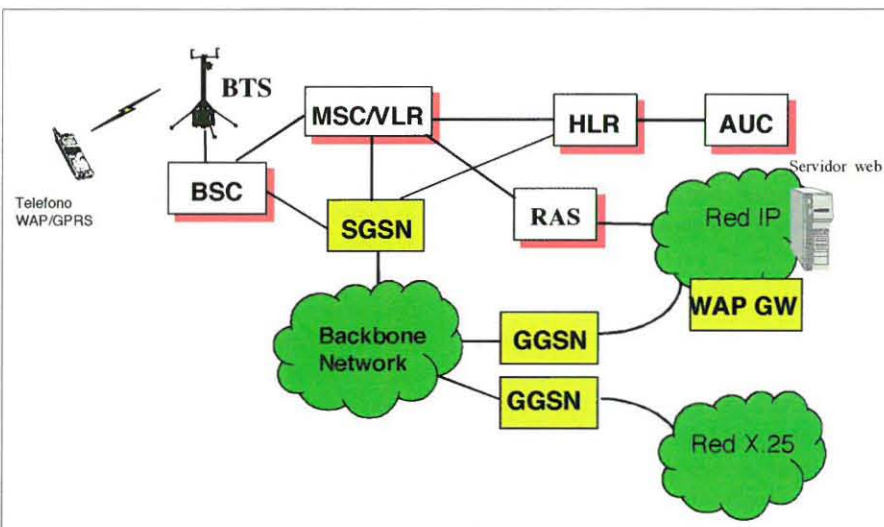 BTS
MSC/VLR
HLR
AUC
Servidor web
Telefono
WAP/GPRS
BSC
SGSN
RAS
Red IP
WAP GW
Backbone
Network
GGSN
GGSN
Red X.25